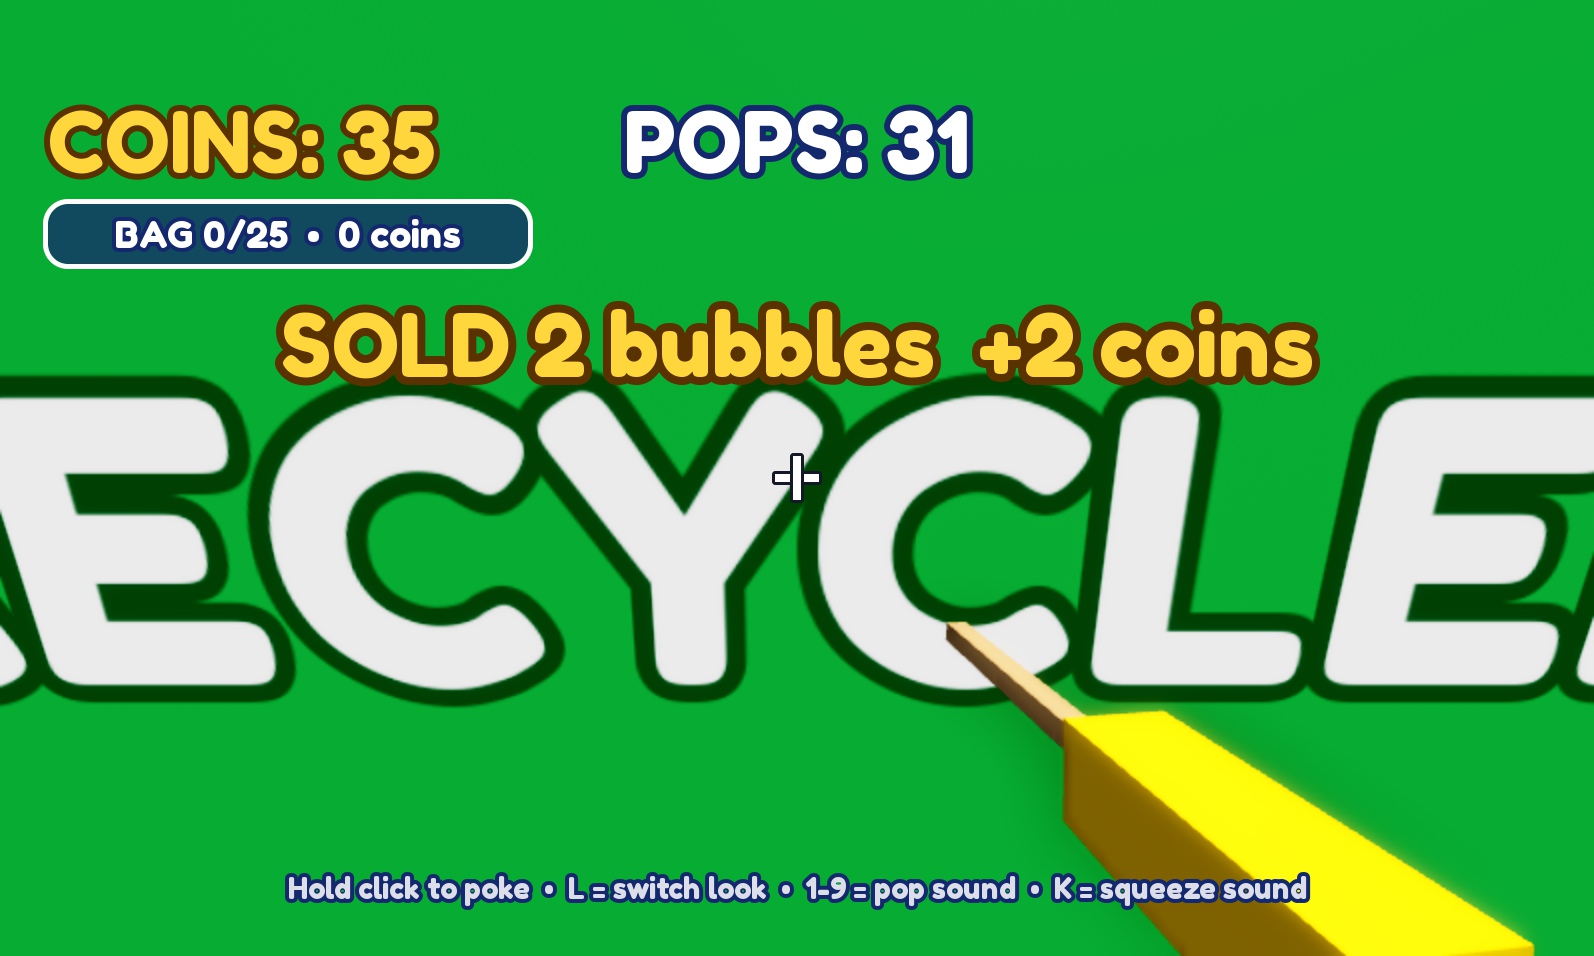 COINS: 35
POPS: 31
BAG 0/25 • 0 coins
SOLD 2 bubbles +2 coins
ECYCLE
Hold click to poke • L = switch look • 1-9 = pop sound • K = squeeze sound